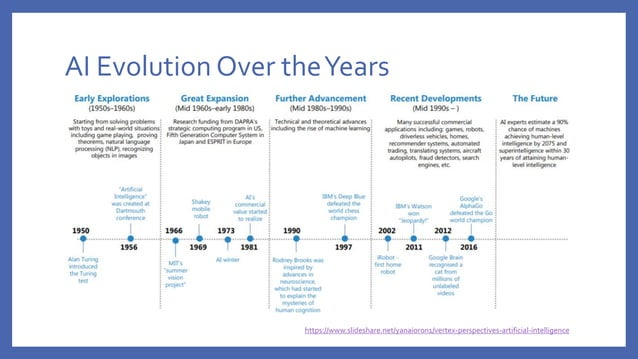 AI Evolution Over the Years
Early Explorations
(1950s–1960s)
Starting from solving problems
with toys and real-world situations
including game playing, proving
theorems, natural language
processing (NLP), recognizing
objects in images
Great Expansion
(Mid 1960s–early 1980s)
Research funding from DAPRA's
strategic computing program in US,
Fifth Generation Computer System in
Japan and ESPRIT in Europe
Further Advancement
(Mid 1980s–1990s)
Technical and theoretical advances
including the rise of machine learning
Recent Developments
(Mid 1990s – )
Many successful commercial
applications including: games, robots,
driverless vehicles, homes,
recommender systems, automated
trading, translating systems, aircraft
autopilots, fraud detectors, search
engines, etc.
The Future
AI experts estimate a 90%
chance of machines
achieving human-level
intelligence by 2075 and
superintelligence within 30
years of attaining human-
level intelligence
1950
Alan Turing
introduced
the Turing
test
"Artificial
Intelligence"
was created at
Dartmouth
conference
1956
1966
MIT's
"summer
vision
project"
Shakey
mobile
robot
1969
1973
AI winter
AI's
commercial
value started
to realize
1981
1990
Rodney Brooks was
inspired by
advances in
neuroscience,
which had started
to explain the
mysteries of
human cognition
IBM's Deep Blue
defeated the
world chess
champion
1997
2002
iRobot -
first home
robot
IBM's Watson
won
"Jeopardy!"
2011
2012
Google Brain
recognised a
cat from
millions of
unlabeled
videos
Google's
AlphaGo
defeated the Go
world champion
2016
https://www.slideshare.net/yanaioron1/vertex-perspectives-artificial-intelligence